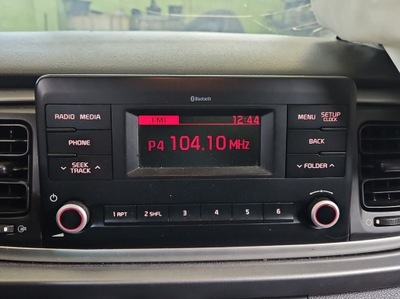 Bluetooth
RADIO MEDIA
FM1 12:44
MENU SETUP
CLOCK
PHONE
P4 104.10 MHz
BACK
SEEK
TRACK
FOLDER
1 RPT 2 SHFL 3 4 5 6